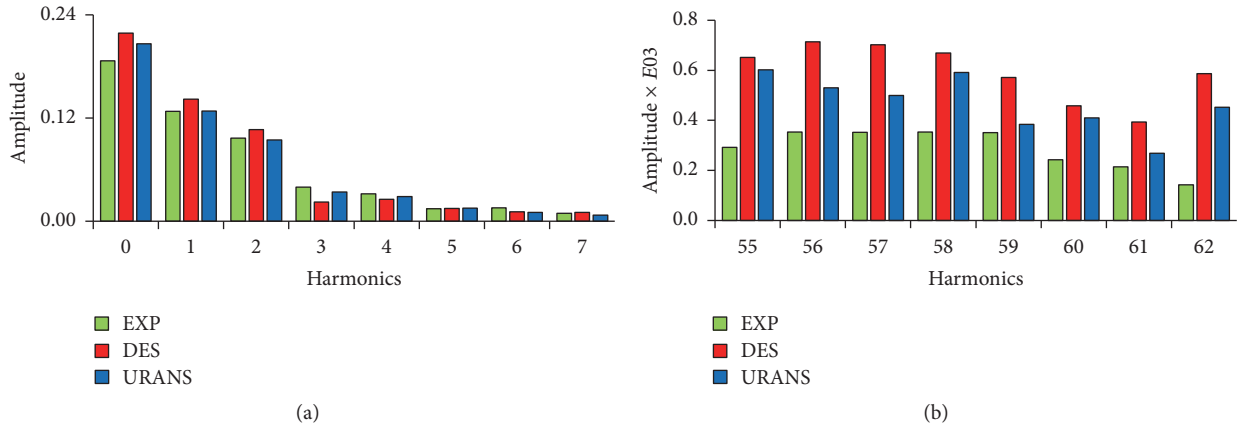 0.24
0.12
0.00
Amplitude
0 1 2 3 4 5 6 7
Harmonics
EXP
DES
URANS
(a)
0.8
0.6
0.4
0.2
0.0
Amplitude × E03
55 56 57 58 59 60 61 62
Harmonics
EXP
DES
URANS
(b)